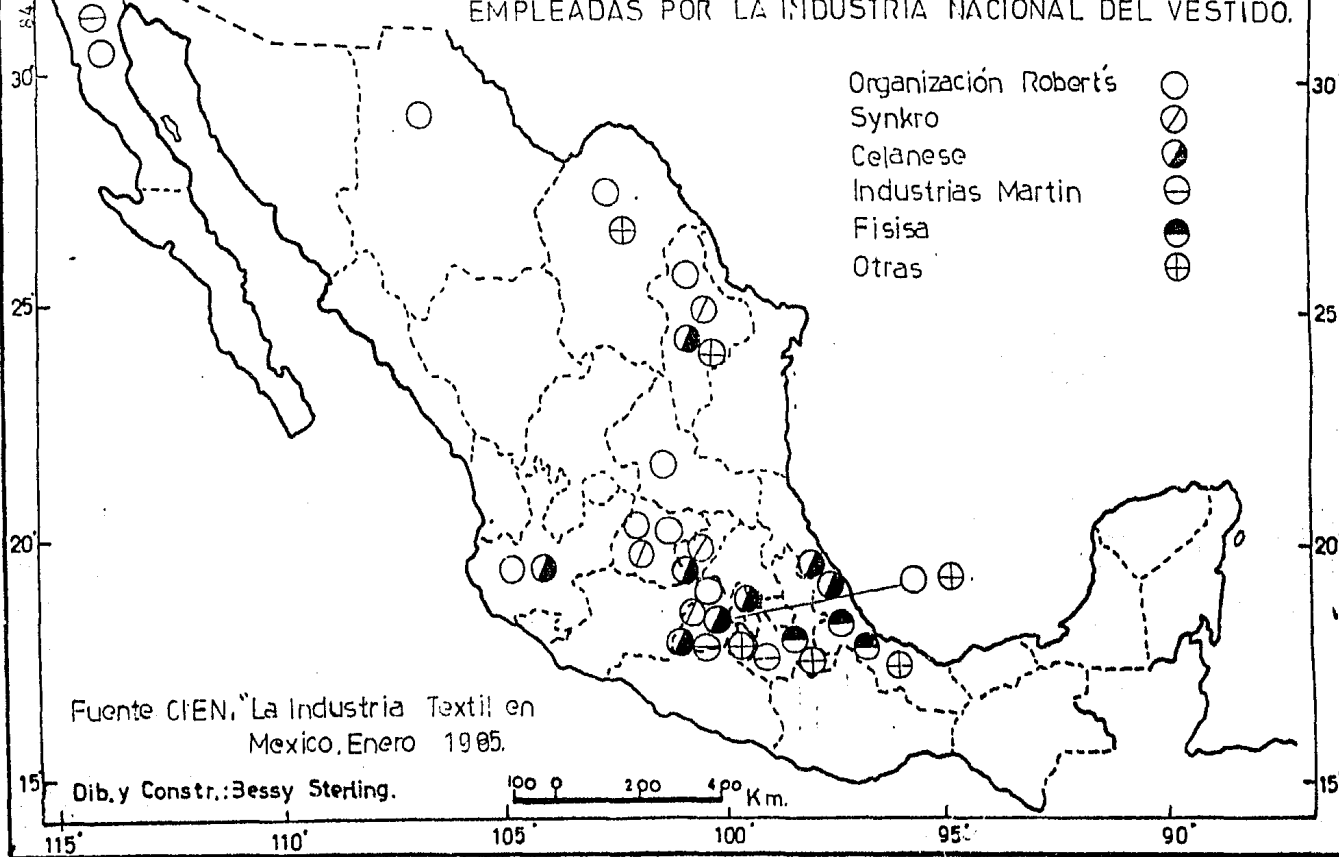 EMPLEADAS POR LA INDUSTRIA NACIONAL DEL VESTIDO.
Organización Robert's
Synkro
Celanese
Industrias Martin
Fisisa
Otras
30°
30
25°
25
20°
20
15°
15
Fuente CIEN. "La Industria Textil en
Mexico. Enero 1985.
Dib. y Constr.: Bessy Sterling.
100 0 200 400 Km.
115° 110° 105° 100° 95° 90°